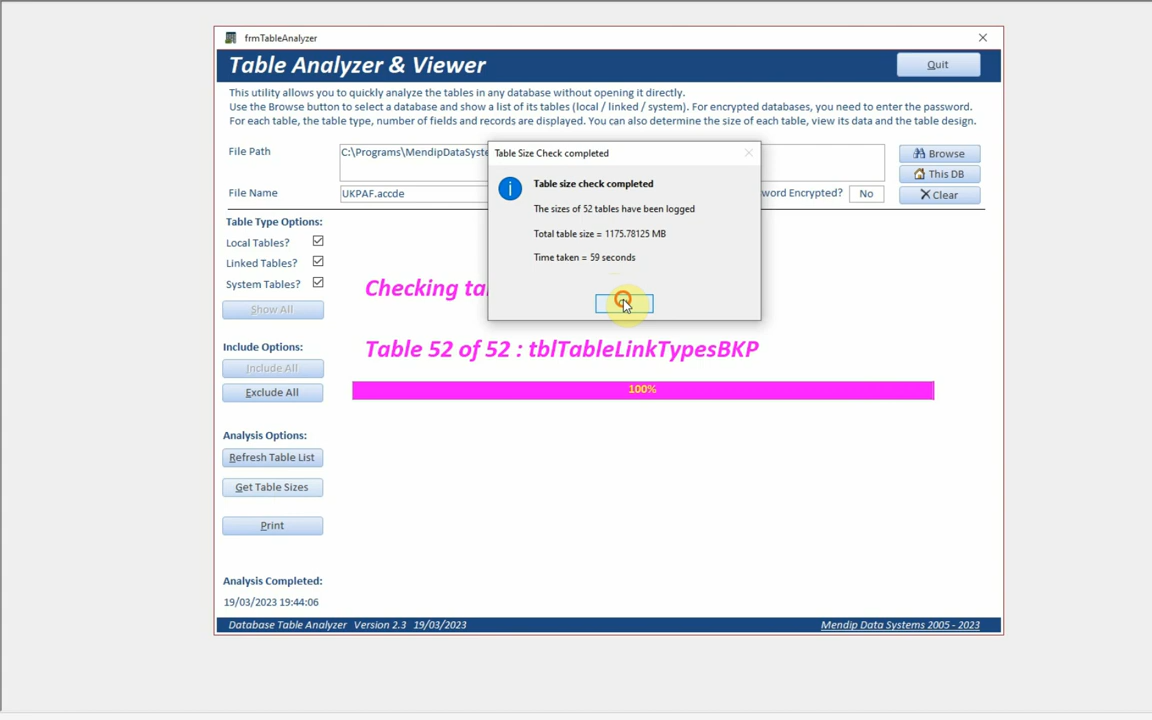 frmTableAnalyzer
Table Analyzer & Viewer
Quit
This utility allows you to quickly analyze the tables in any database without opening it directly.
Use the Browse button to select a database and show a list of its tables (local / linked / system). For encrypted databases, you need to enter the password.
For each table, the table type, number of fields and records are displayed. You can also determine the size of each table, view its data and the table design.
File Path
C:\Programs\MendipDataSyste
Browse
This DB
File Name
UKPAF.accde
word Encrypted?
No
Clear
Table Size Check completed
Table size check completed
The sizes of 52 tables have been logged
Total table size = 1175.78125 MB
Time taken = 59 seconds
Table Type Options:
Local Tables?
Linked Tables?
System Tables?
Show All
Checking ta
Table 52 of 52 : tblTableLinkTypesBKP
100%
Include Options:
Include All
Exclude All
Analysis Options:
Refresh Table List
Get Table Sizes
Print
Analysis Completed:
19/03/2023 19:44:06
Database Table Analyzer Version 2.3 19/03/2023
Mendip Data Systems 2005 - 2023